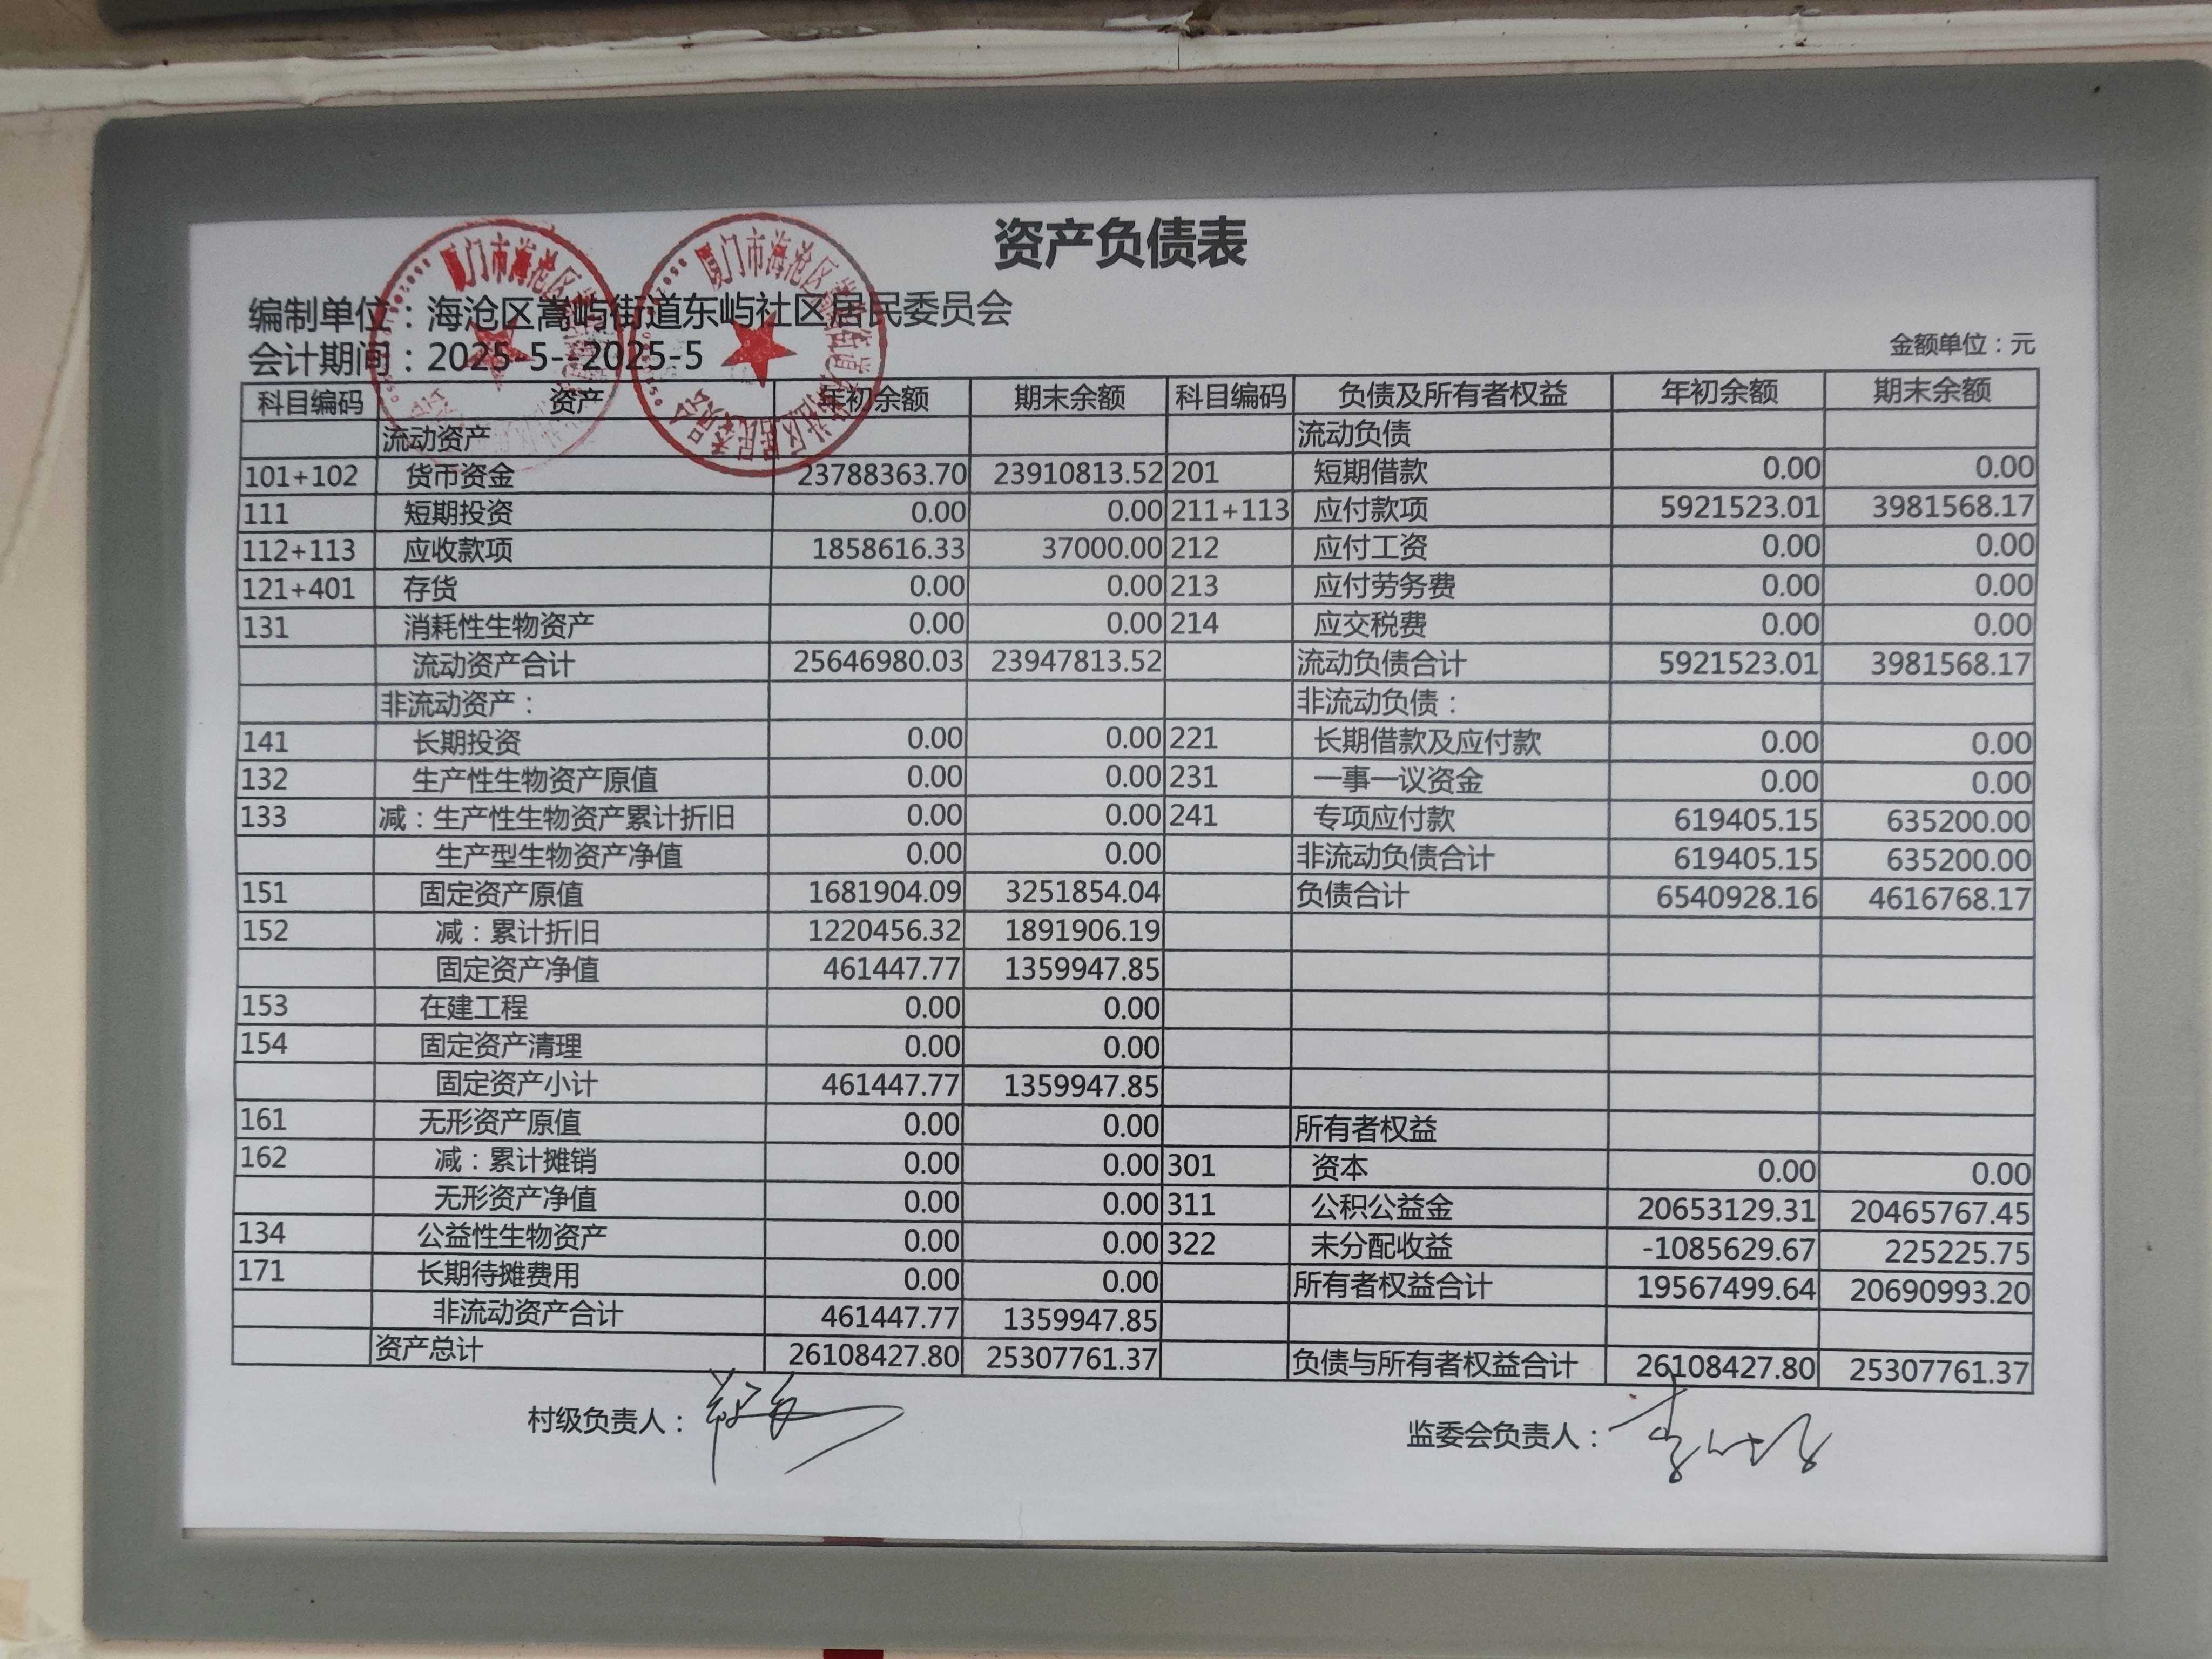 资产负债表
编制单位：海沧区嵩屿街道东屿社区居民委员会
会计期间：2025-5--2025-5
金额单位：元
科目编码 资产 年初余额 期末余额 科目编码 负债及所有者权益 年初余额 期末余额
流动资产 流动负债
101+102 货币资金 23788363.70 23910813.52 201 短期借款 0.00 0.00
111 短期投资 0.00 0.00 211+113 应付款项 5921523.01 3981568.17
112+113 应收款项 1858616.33 37000.00 212 应付工资 0.00 0.00
121+401 存货 0.00 0.00 213 应付劳务费 0.00 0.00
131 消耗性生物资产 0.00 0.00 214 应交税费 0.00 0.00
流动资产合计 25646980.03 23947813.52 流动负债合计 5921523.01 3981568.17
非流动资产： 非流动负债：
141 长期投资 0.00 0.00 221 长期借款及应付款 0.00 0.00
132 生产性生物资产原值 0.00 0.00 231 一事一议资金 0.00 0.00
133 减：生产性生物资产累计折旧 0.00 0.00 241 专项应付款 619405.15 635200.00
生产型生物资产净值 0.00 0.00 非流动负债合计 619405.15 635200.00
151 固定资产原值 1681904.09 3251854.04 负债合计 6540928.16 4616768.17
152 减：累计折旧 1220456.32 1891906.19
固定资产净值 461447.77 1359947.85
153 在建工程 0.00 0.00
154 固定资产清理 0.00 0.00
固定资产小计 461447.77 1359947.85
161 无形资产原值 0.00 0.00 所有者权益
162 减：累计摊销 0.00 0.00 301 资本 0.00 0.00
无形资产净值 0.00 0.00 311 公积公益金 20653129.31 20465767.45
134 公益性生物资产 0.00 0.00 322 未分配收益 -1085629.67 225225.75
171 长期待摊费用 0.00 0.00 所有者权益合计 19567499.64 20690993.20
非流动资产合计 461447.77 1359947.85
资产总计 26108427.80 25307761.37 负债与所有者权益合计 26108427.80 25307761.37
村级负责人：
监委会负责人：
厦门市海沧区
厦门市海沧区嵩屿街道东屿社区居民委员会